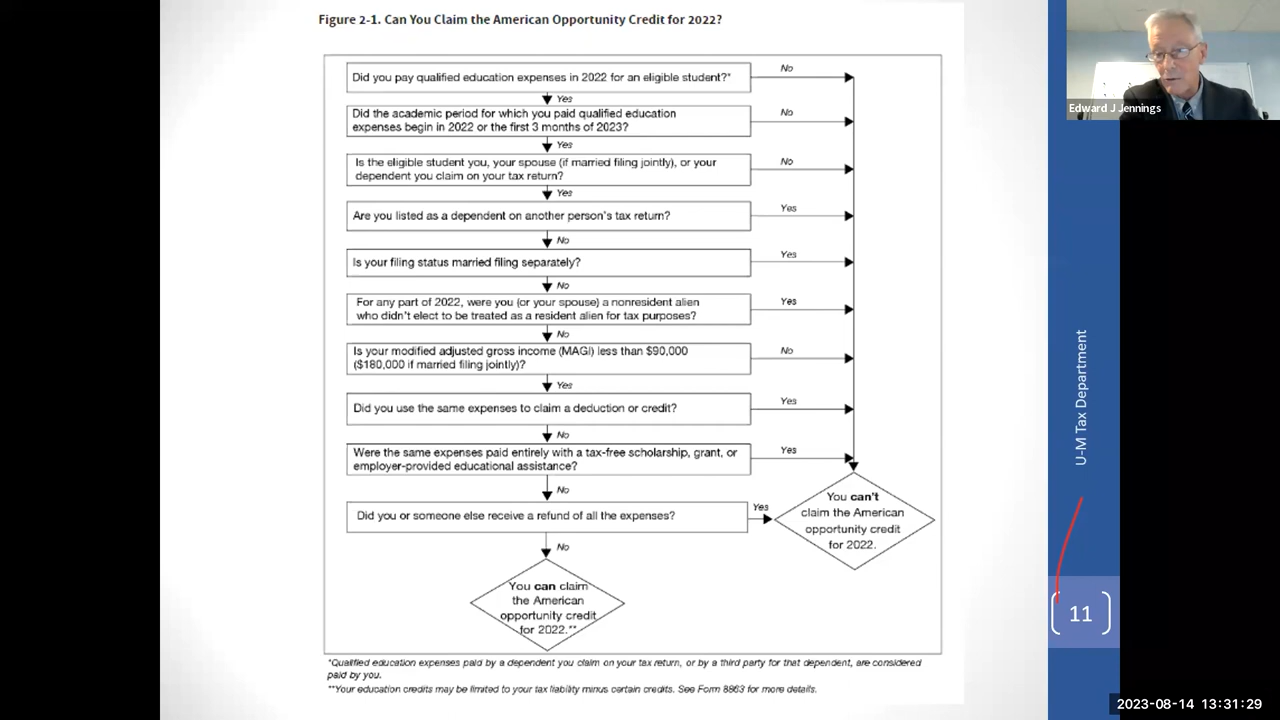 Figure 2-1. Can You Claim the American Opportunity Credit for 2022?
Did you pay qualified education expenses in 2022 for an eligible student?*
No
Yes
Did the academic period for which you paid qualified education
expenses begin in 2022 or the first 3 months of 2023?
No
Yes
Is the eligible student you, your spouse (if married filing jointly), or your
dependent you claim on your tax return?
No
Yes
Are you listed as a dependent on another person's tax return?
Yes
No
Is your filing status married filing separately?
Yes
No
For any part of 2022, were you (or your spouse) a nonresident alien
who didn't elect to be treated as a resident alien for tax purposes?
Yes
No
Is your modified adjusted gross income (MAGI) less than $90,000
($180,000 if married filing jointly)?
No
Yes
Did you use the same expenses to claim a deduction or credit?
Yes
No
Were the same expenses paid entirely with a tax-free scholarship, grant, or
employer-provided educational assistance?
Yes
No
Did you or someone else receive a refund of all the expenses?
Yes
No
You can't
claim the American
opportunity credit
for 2022.
You can claim
the American
opportunity credit
for 2022.**
*Qualified education expenses paid by a dependent you claim on your tax return, or by a third party for that dependent, are considered
paid by you.
**Your education credits may be limited to your tax liability minus certain credits. See Form 8863 for more details.
Edward J Jennings
U-M Tax Department
11
2023-08-14 13:31:29